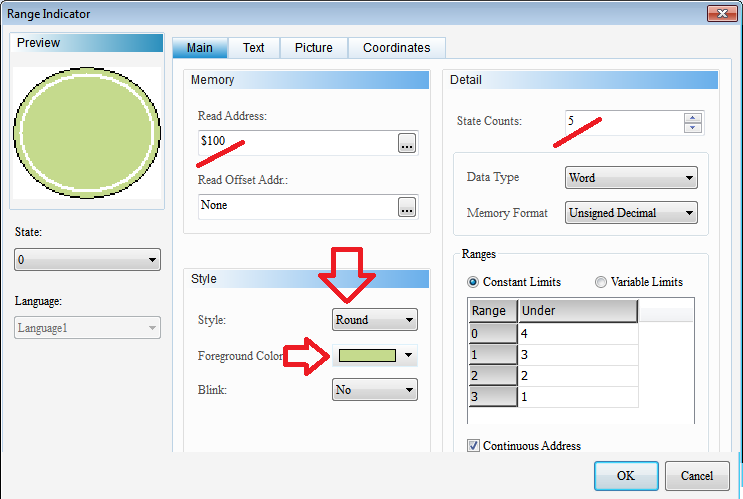 Range Indicator
Preview
State:
0
Language:
Language1
Main Text Picture Coordinates
Memory
Read Address:
$100
...
Read Offset Addr.:
None
...
Style
Style: Round
Foreground Color
Blink: No
Detail
State Counts: 5
Data Type Word
Memory Format Unsigned Decimal
Ranges
Constant Limits Variable Limits
Range Under
0 4
1 3
2 2
3 1
Continuous Address
OK Cancel